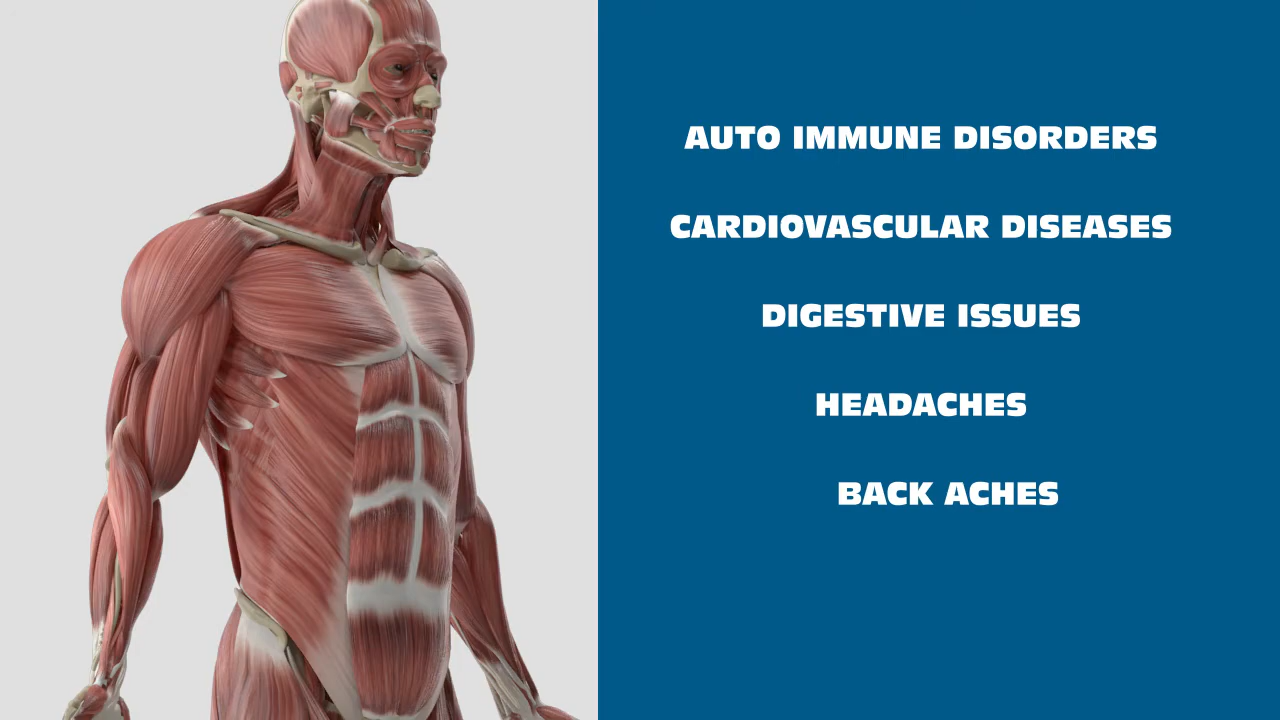 AUTO IMMUNE DISORDERS
CARDIOVASCULAR DISEASES
DIGESTIVE ISSUES
HEADACHES
BACK ACHES